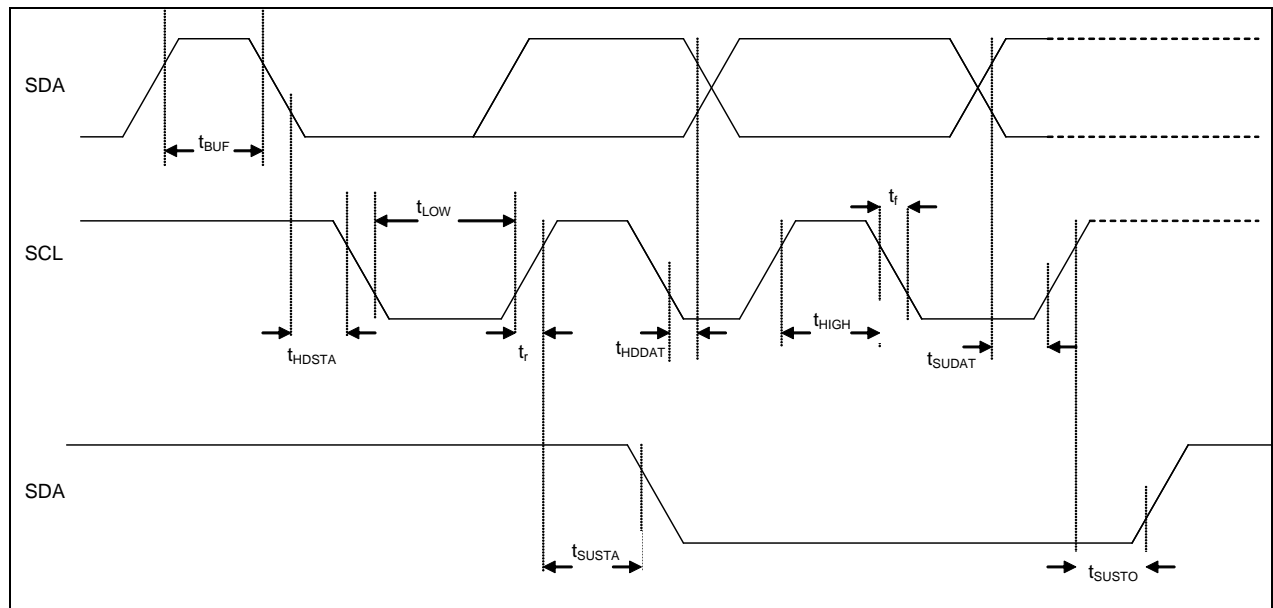 SDA
tBUF
tLOW
tf
SCL
tHDSTA
tr
tHDDAT
tHIGH
tSUDAT
SDA
tSUSTA
tSUSTO